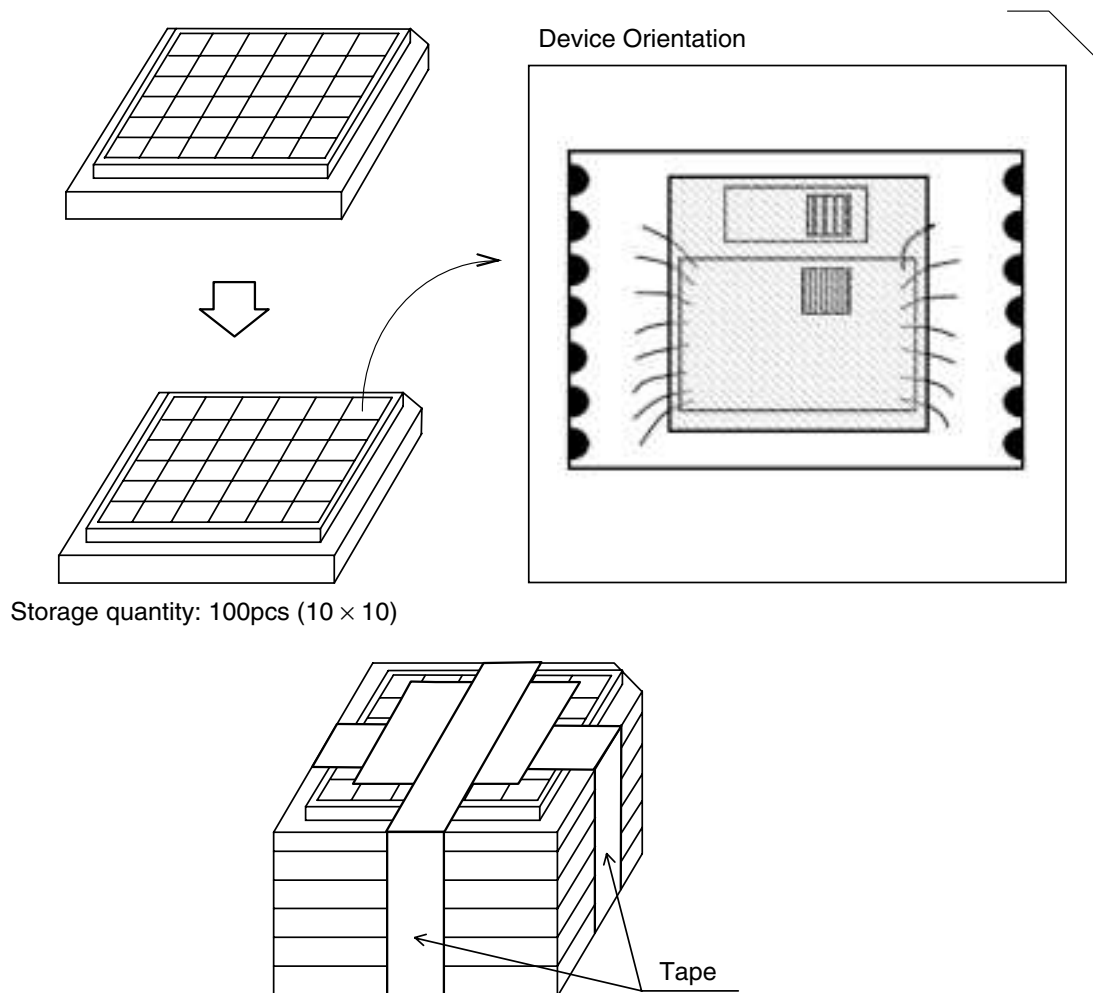 Device Orientation
Storage quantity: 100pcs (10 × 10)
Tape